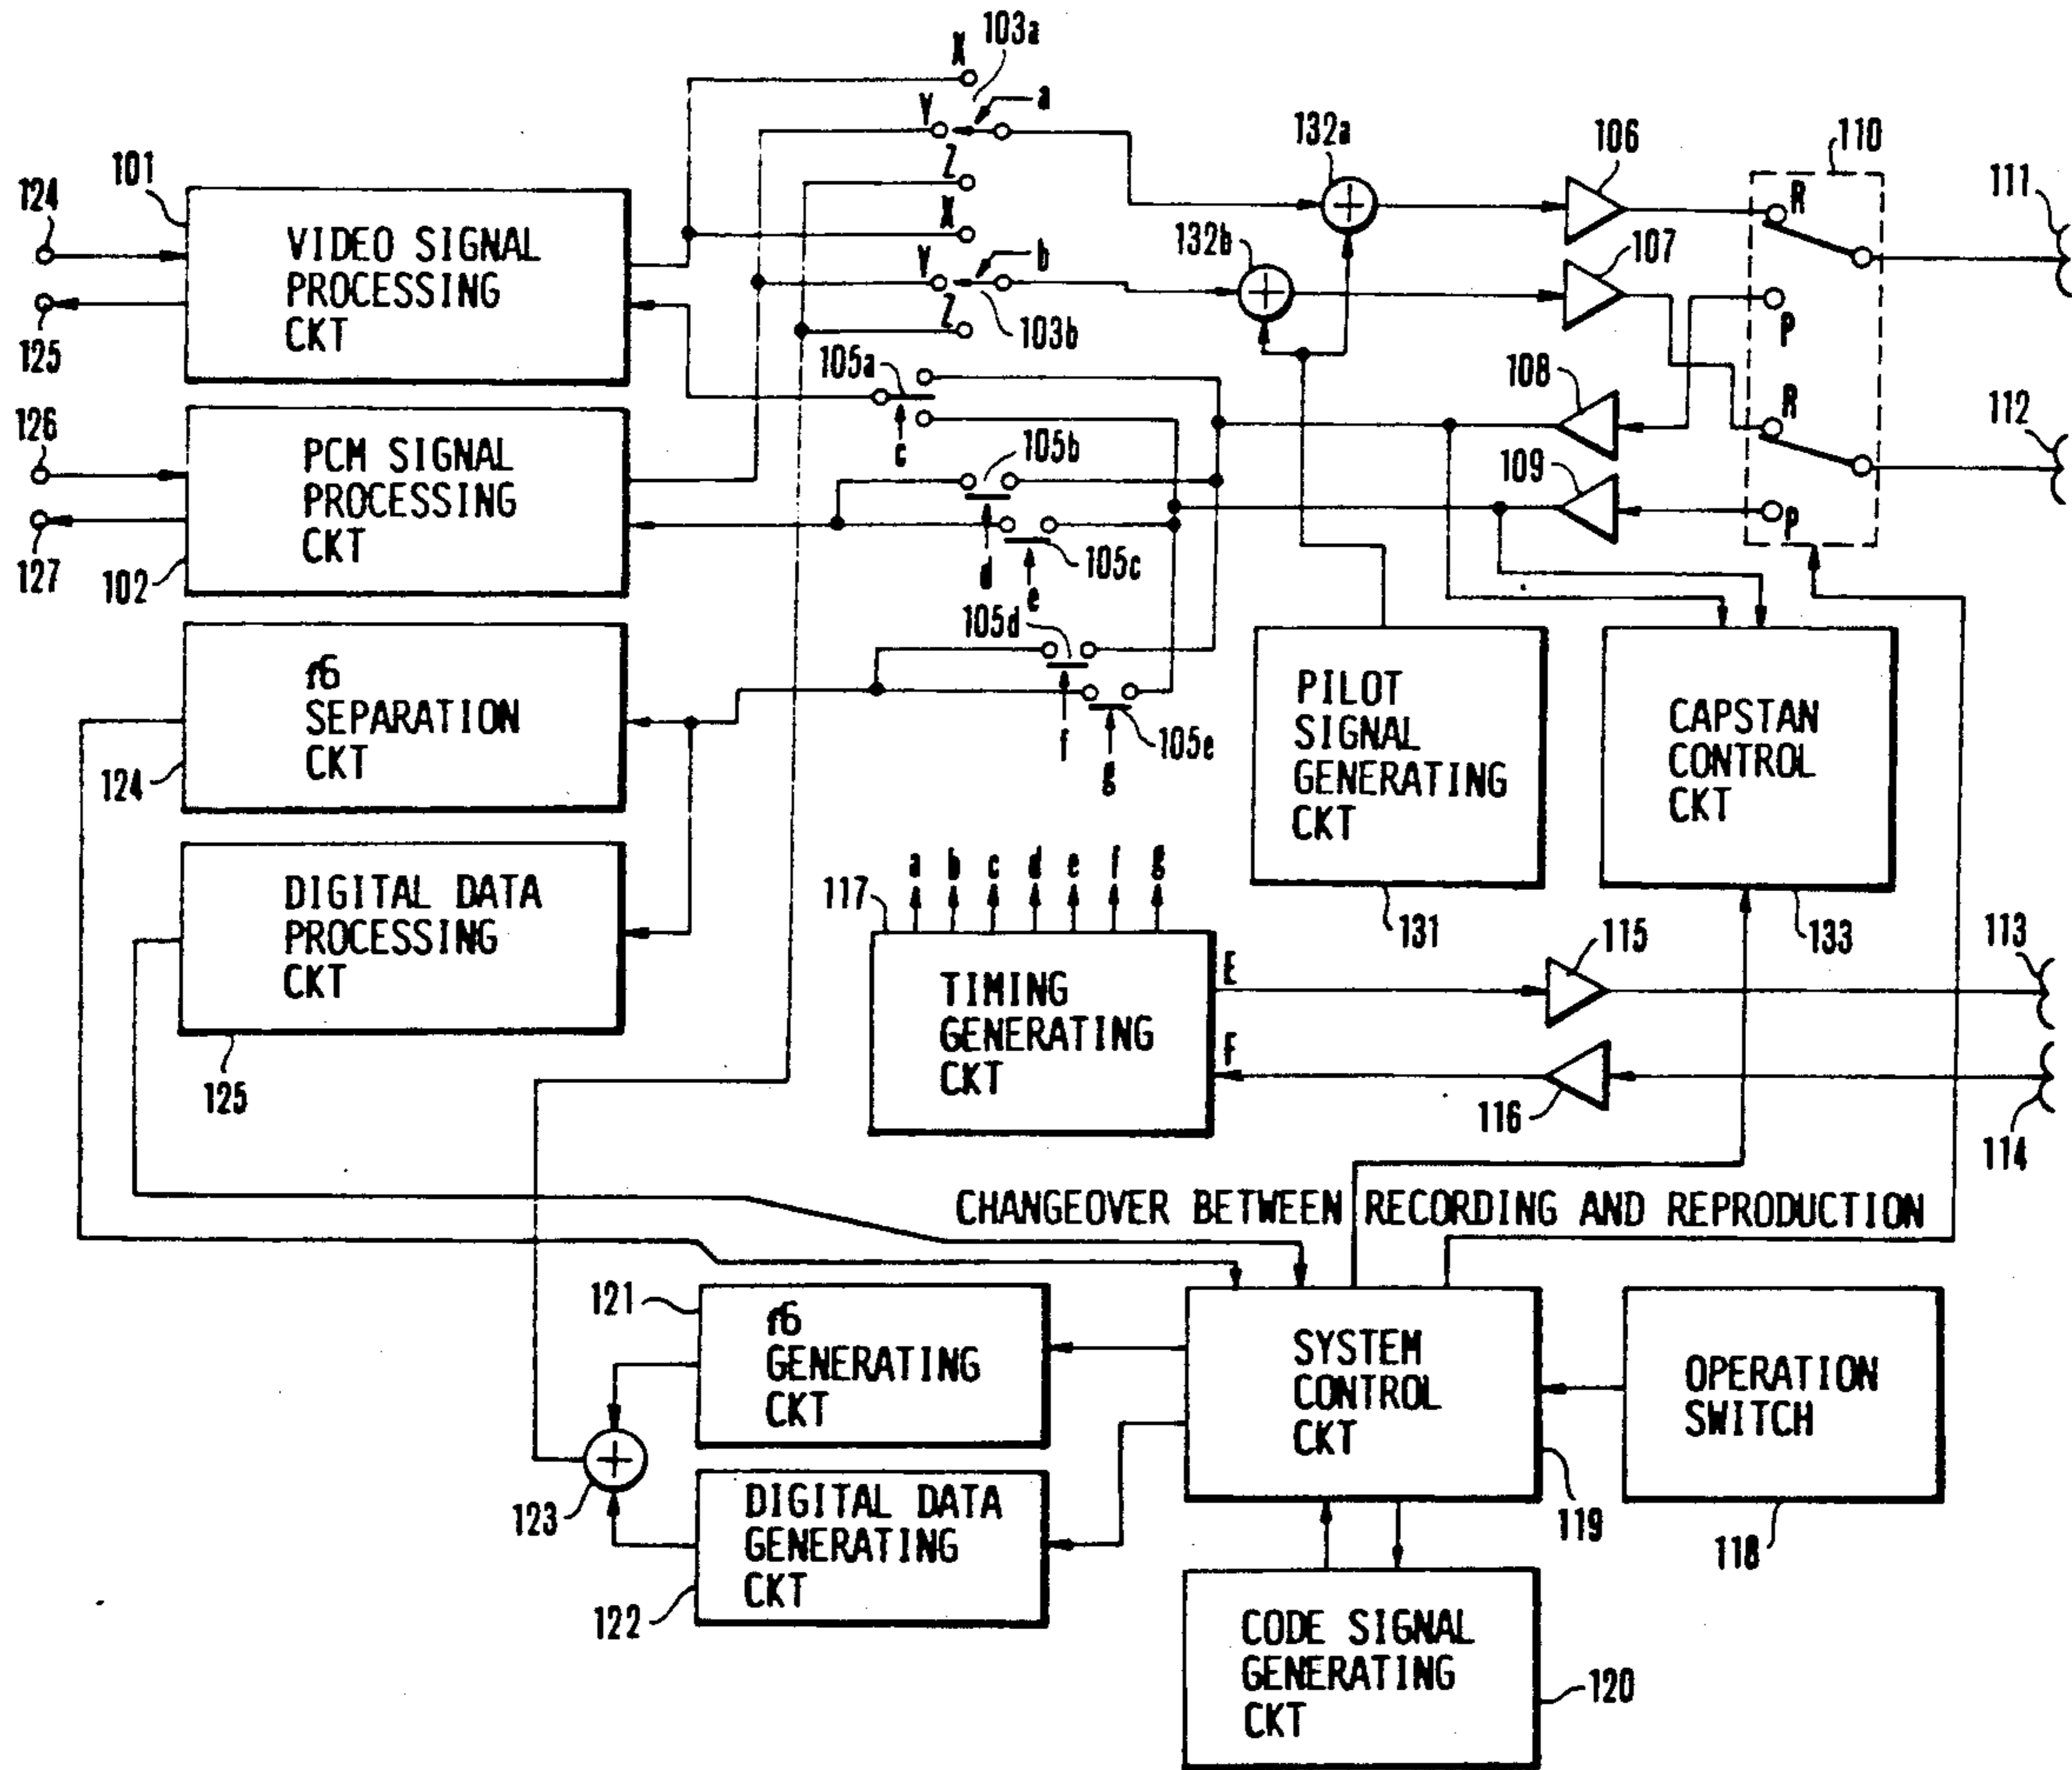 X
103a
a
Y
Z
X
Y
b
Z
103b
132a
132b
106
107
110
111
R
P
R
P
112
101
124
125
VIDEO SIGNAL
PROCESSING
CKT
105a
c
108
109
126
127
102
PCM SIGNAL
PROCESSING
CKT
105b
105c
d
e
105d
f
g
105e
f6
SEPARATION
CKT
124
PILOT
SIGNAL
GENERATING
CKT
131
CAPSTAN
CONTROL
CKT
133
DIGITAL DATA
PROCESSING
CKT
125
a b c d e f g
117
TIMING
GENERATING
CKT
E
F
115
116
113
114
CHANGEOVER BETWEEN RECORDING AND REPRODUCTION
121
f6
GENERATING
CKT
123
DIGITAL DATA
GENERATING
CKT
122
SYSTEM
CONTROL
CKT
119
OPERATION
SWITCH
118
CODE SIGNAL
GENERATING
CKT
120